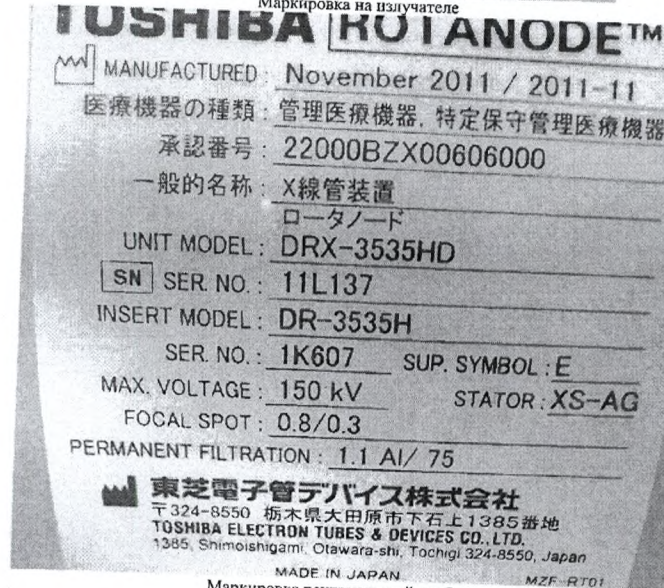 Маркировка на излучателе
TOSHIBA ROTANODE™
MANUFACTURED : November 2011 / 2011-11
医療機器の種類 : 管理医療機器, 特定保守管理医療機器
承認番号 : 22000BZX00606000
一般的名称 : X線管装置
ロータノード
UNIT MODEL : DRX-3535HD
SN SER. NO. : 11L137
INSERT MODEL : DR-3535H
SER. NO. : 1K607 SUP. SYMBOL : E
MAX. VOLTAGE : 150 kV STATOR : XS-AG
FOCAL SPOT : 0.8/0.3
PERMANENT FILTRATION : 1.1 Al/ 75
東芝電子管デバイス株式会社
〒324-8550 栃木県大田原市下石上1385番地
TOSHIBA ELECTRON TUBES & DEVICES CO., LTD.
1385, Shimoishigami, Otawara-shi, Tochigi 324-8550, Japan
MADE IN JAPAN MZF-RT01
Маркировка